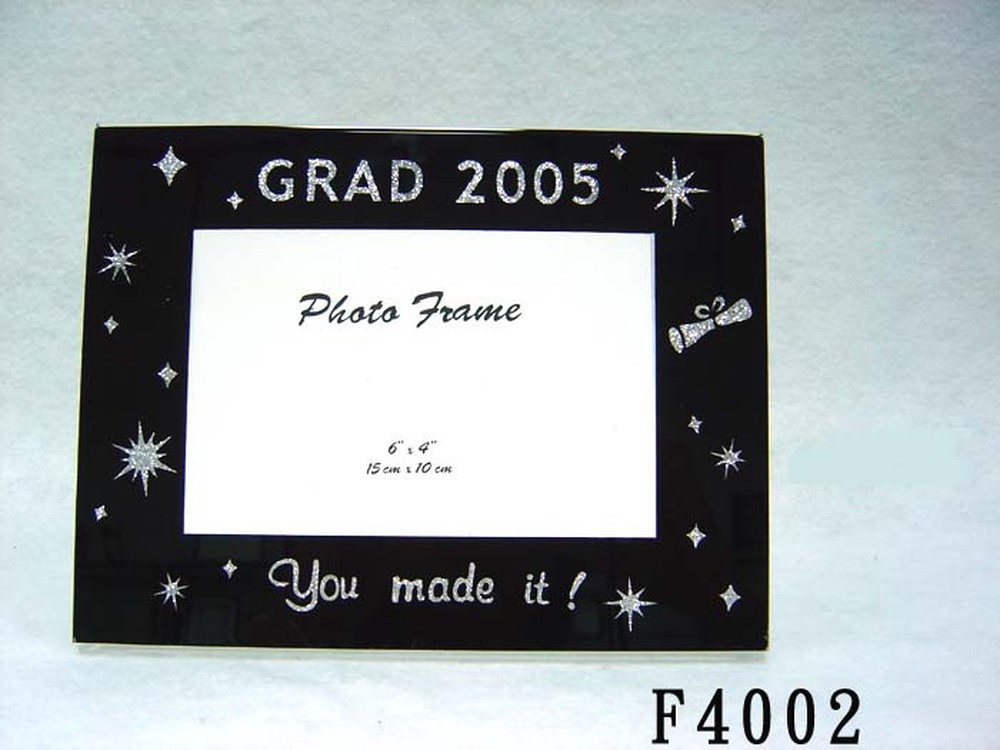 GRAD 2005
Photo Frame
6" x 4"
15 cm x 10 cm
You made it!
F4002